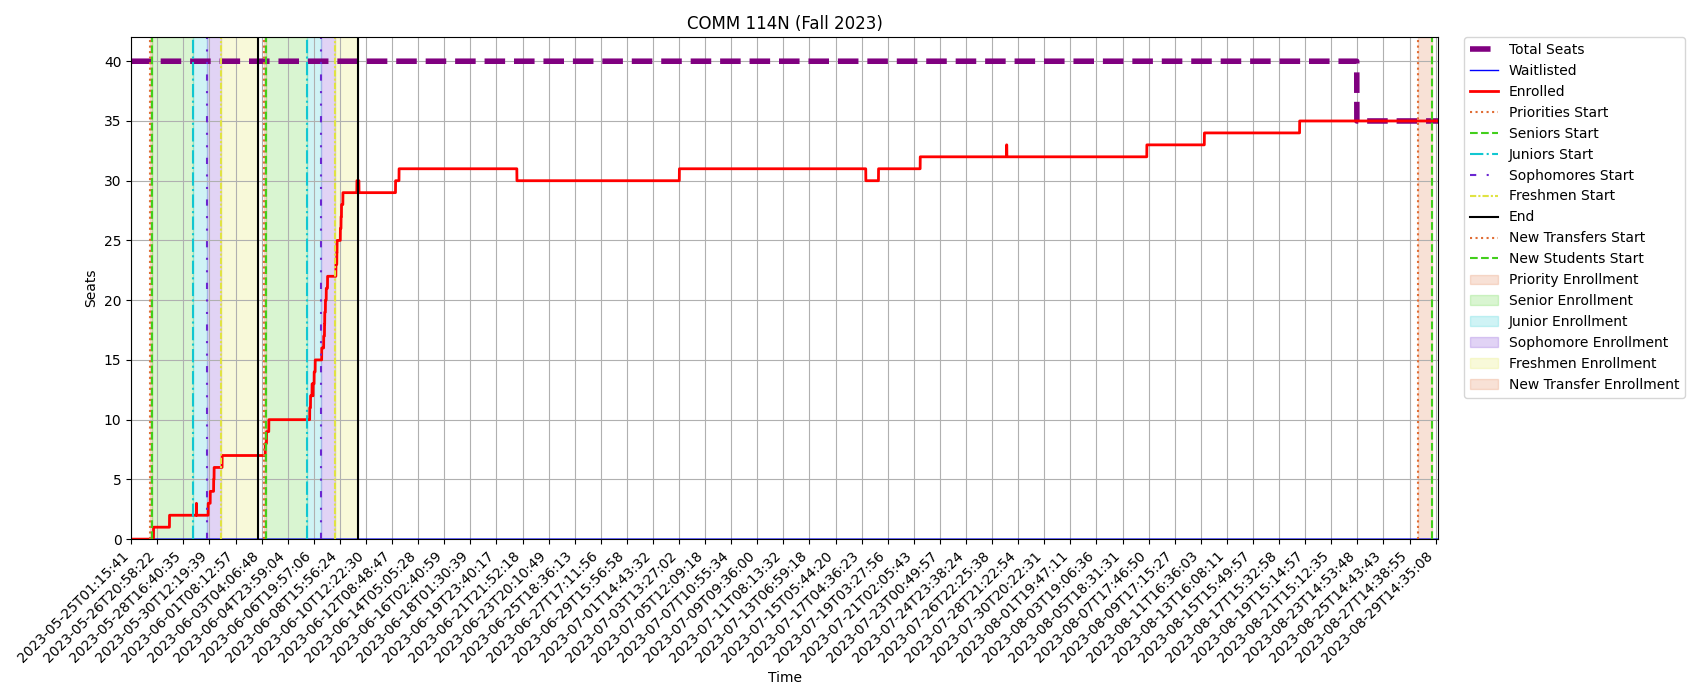 COMM 114N (Fall 2023)
Seats
40
35
30
25
20
15
10
5
0
2023-05-25T01:15:41
2023-05-26T20:58:22
2023-05-28T16:40:35
2023-05-30T12:19:39
2023-06-01T08:12:57
2023-06-03T04:06:48
2023-06-04T23:59:04
2023-06-06T19:57:06
2023-06-08T15:56:24
2023-06-10T12:22:30
2023-06-12T08:48:47
2023-06-14T05:05:28
2023-06-16T02:40:59
2023-06-18T01:30:39
2023-06-19T23:40:17
2023-06-21T21:52:18
2023-06-23T20:10:49
2023-06-25T18:36:13
2023-06-27T17:11:56
2023-06-29T15:56:58
2023-07-01T14:43:32
2023-07-03T13:27:02
2023-07-05T12:09:18
2023-07-07T10:55:34
2023-07-09T09:36:00
2023-07-11T08:13:32
2023-07-13T06:59:18
2023-07-15T05:44:20
2023-07-17T04:36:23
2023-07-19T03:27:56
2023-07-21T02:05:43
2023-07-23T00:49:57
2023-07-24T23:38:24
2023-07-26T22:25:38
2023-07-28T21:22:54
2023-07-30T20:22:31
2023-08-01T19:47:11
2023-08-03T19:06:36
2023-08-05T18:31:31
2023-08-07T17:46:50
2023-08-09T17:15:27
2023-08-11T16:36:03
2023-08-13T16:08:11
2023-08-15T15:49:57
2023-08-17T15:32:58
2023-08-19T15:14:57
2023-08-21T15:12:35
2023-08-23T14:53:48
2023-08-25T14:43:43
2023-08-27T14:38:55
2023-08-29T14:35:08
Time
Total Seats
Waitlisted
Enrolled
Priorities Start
Seniors Start
Juniors Start
Sophomores Start
Freshmen Start
End
New Transfers Start
New Students Start
Priority Enrollment
Senior Enrollment
Junior Enrollment
Sophomore Enrollment
Freshmen Enrollment
New Transfer Enrollment